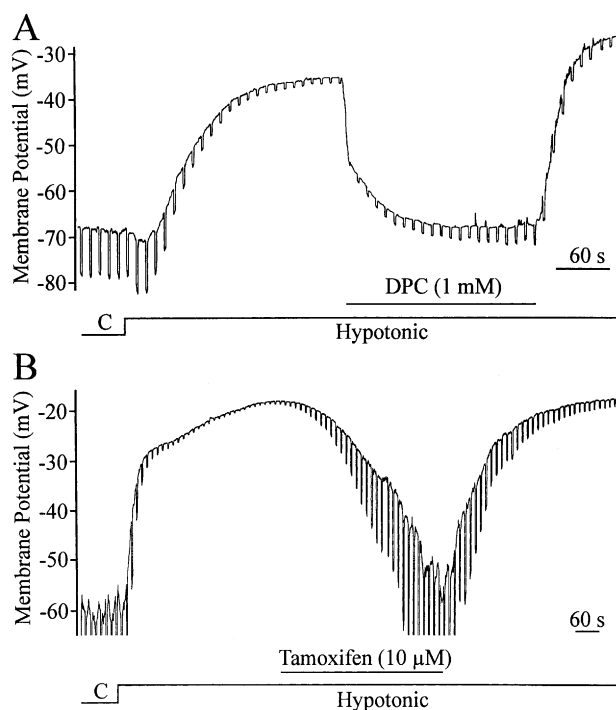 A
Membrane Potential (mV)
-30
-40
-50
-60
-70
-80
60 s
DPC (1 mM)
C
Hypotonic
B
Membrane Potential (mV)
-20
-30
-40
-50
-60
60 s
Tamoxifen (10 µM)
C
Hypotonic